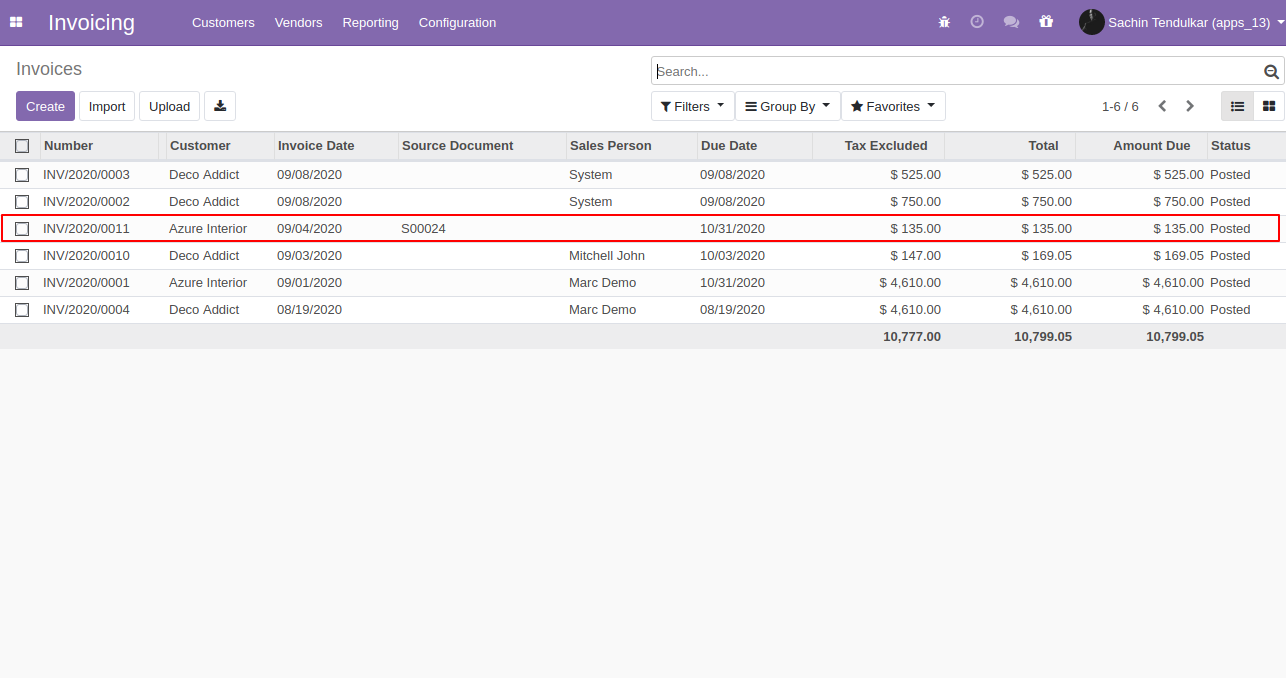 Invoicing Customers Vendors Reporting Configuration Sachin Tendulkar (apps_13)
Invoices
Search...
Create Import Upload Filters Group By Favorites 1-6 / 6
Number Customer Invoice Date Source Document Sales Person Due Date Tax Excluded Total Amount Due Status
INV/2020/0003 Deco Addict 09/08/2020 System 09/08/2020 $ 525.00 $ 525.00 $ 525.00 Posted
INV/2020/0002 Deco Addict 09/08/2020 System 09/08/2020 $ 750.00 $ 750.00 $ 750.00 Posted
INV/2020/0011 Azure Interior 09/04/2020 S00024 10/31/2020 $ 135.00 $ 135.00 $ 135.00 Posted
INV/2020/0010 Deco Addict 09/03/2020 Mitchell John 10/03/2020 $ 147.00 $ 169.05 $ 169.05 Posted
INV/2020/0001 Azure Interior 09/01/2020 Marc Demo 10/31/2020 $ 4,610.00 $ 4,610.00 $ 4,610.00 Posted
INV/2020/0004 Deco Addict 08/19/2020 Marc Demo 08/19/2020 $ 4,610.00 $ 4,610.00 $ 4,610.00 Posted
10,777.00 10,799.05 10,799.05